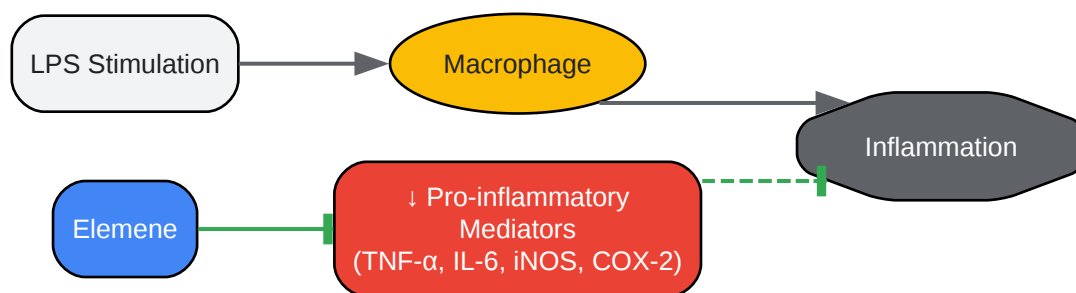 LPS Stimulation
Macrophage
Inflammation
Elemene
↓ Pro-inflammatory
Mediators
(TNF-α, IL-6, iNOS, COX-2)